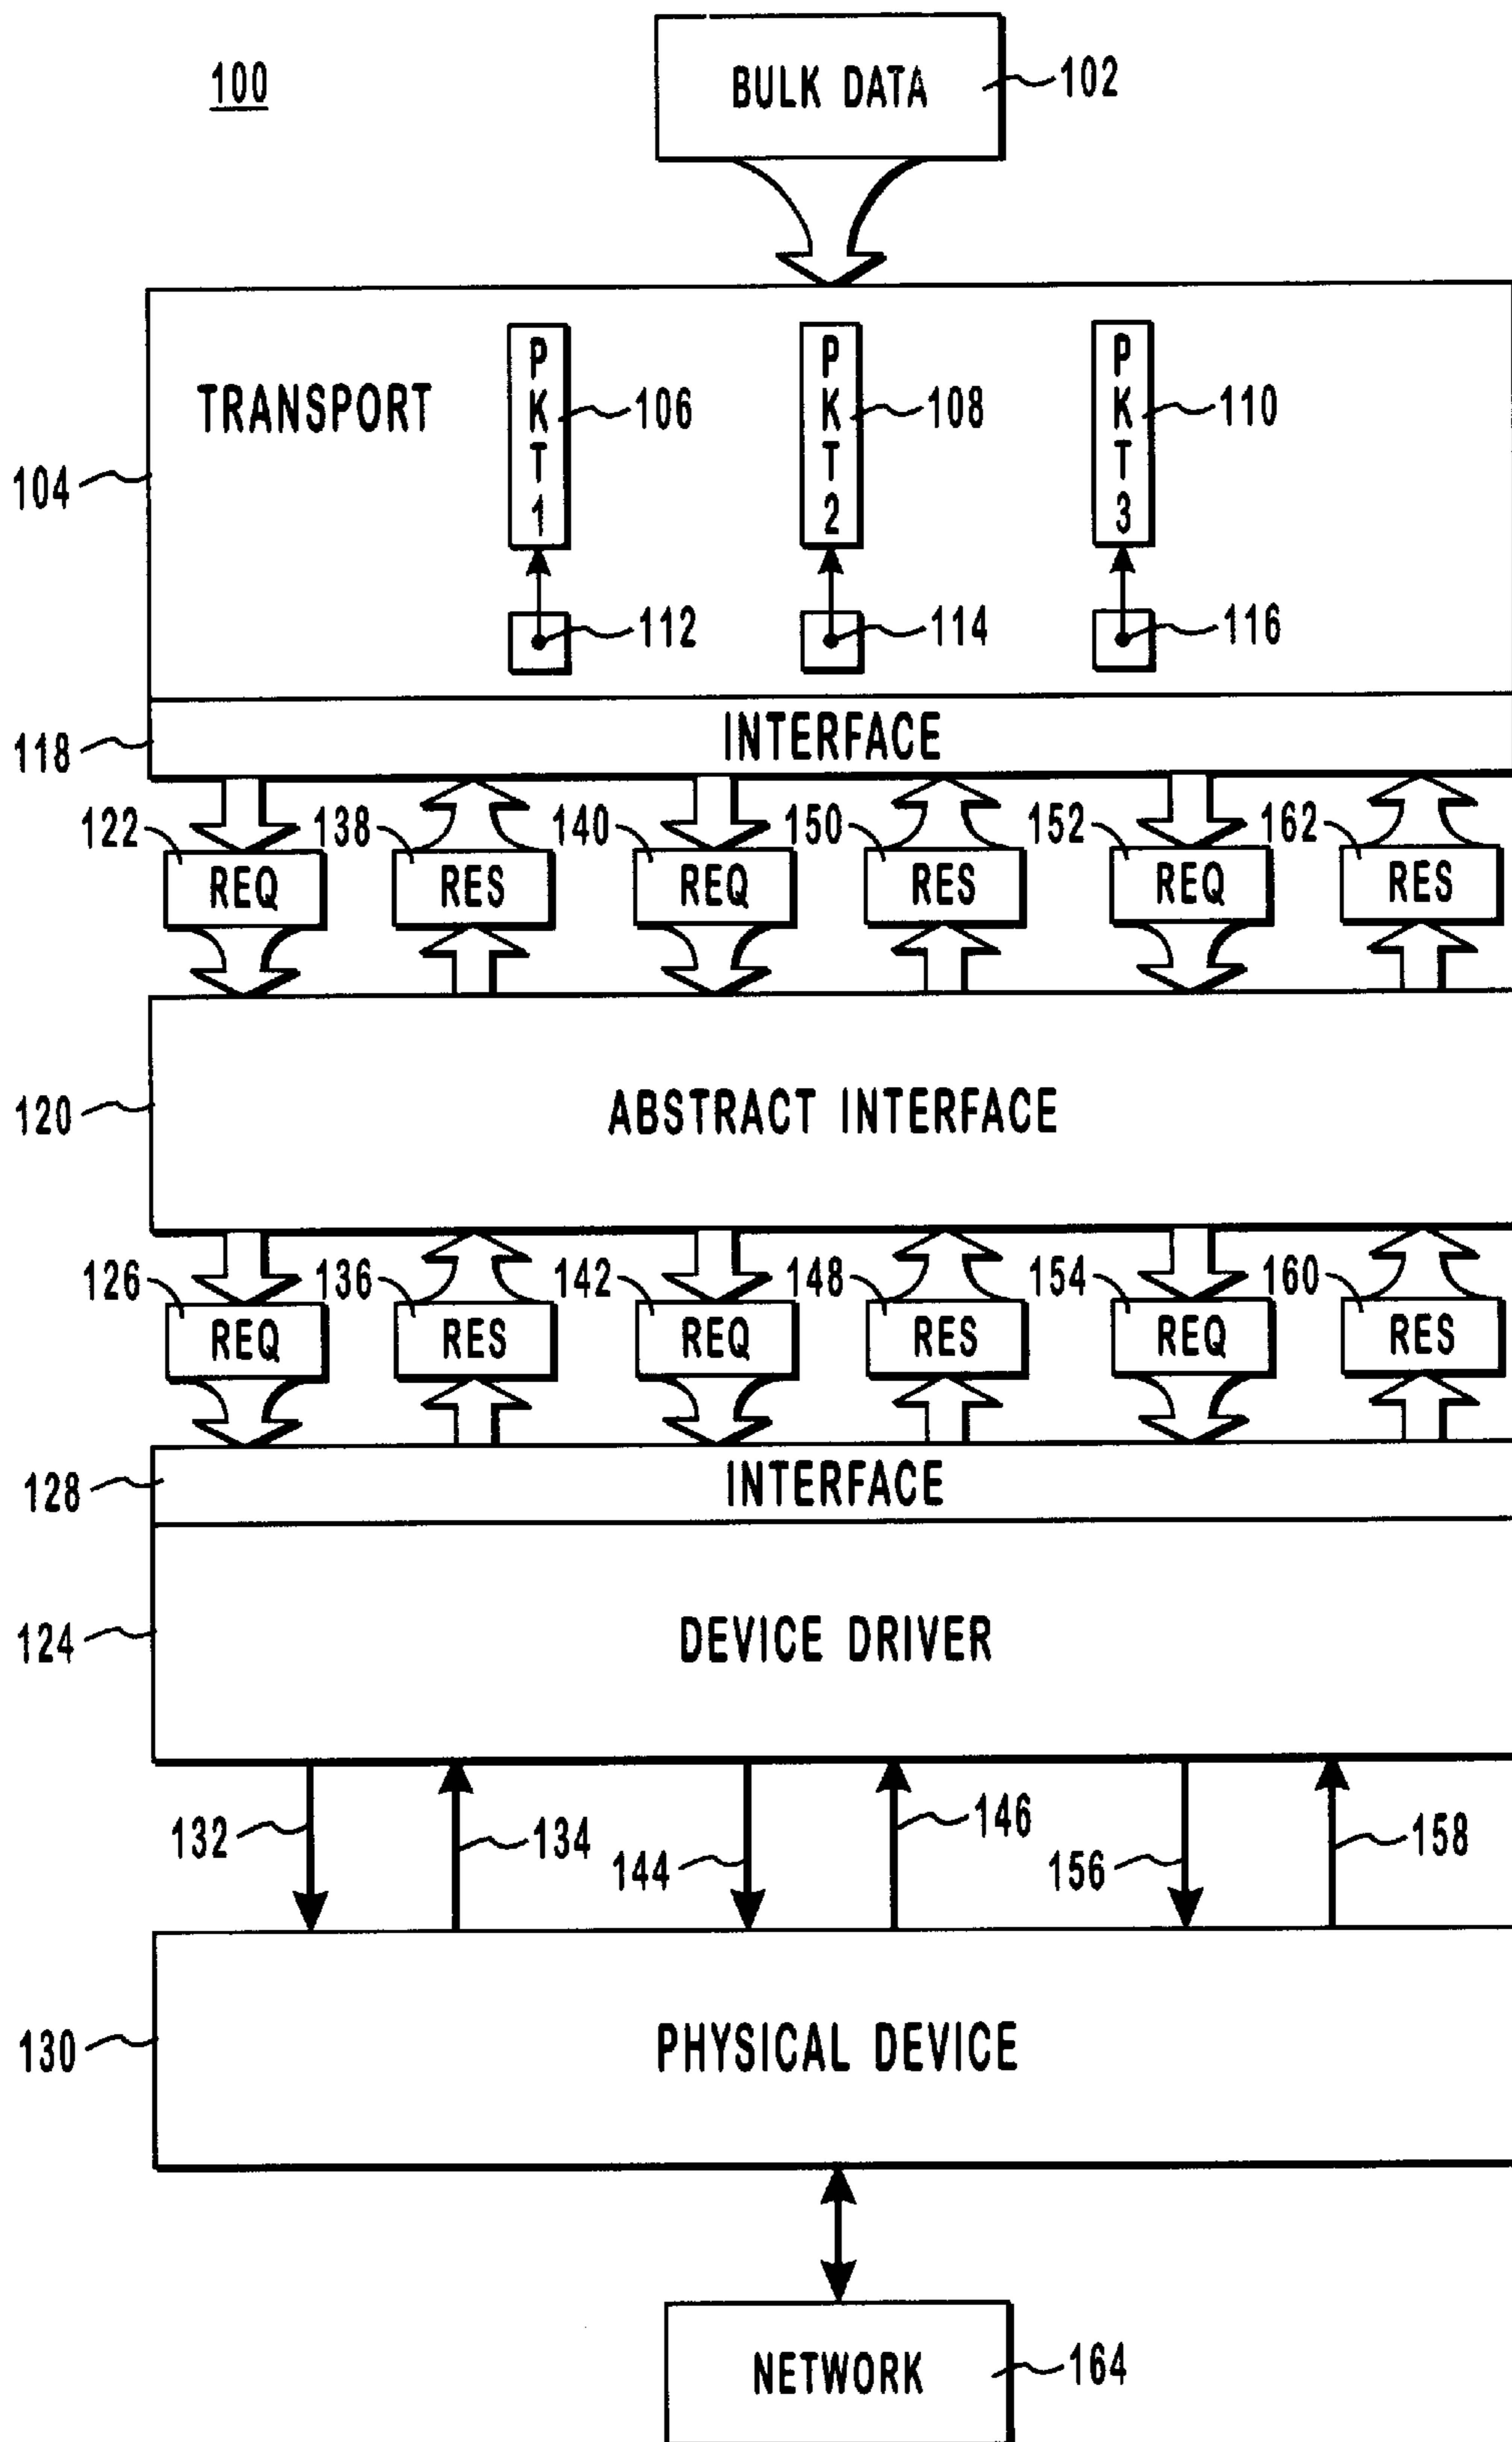 100
BULK DATA
102
TRANSPORT
104
PKT1
106
PKT2
108
PKT3
110
112
114
116
INTERFACE
118
122
138
140
150
152
162
REQ
RES
REQ
RES
REQ
RES
ABSTRACT INTERFACE
120
126
136
142
148
154
160
REQ
RES
REQ
RES
REQ
RES
INTERFACE
128
DEVICE DRIVER
124
132
134
144
146
156
158
PHYSICAL DEVICE
130
NETWORK
164